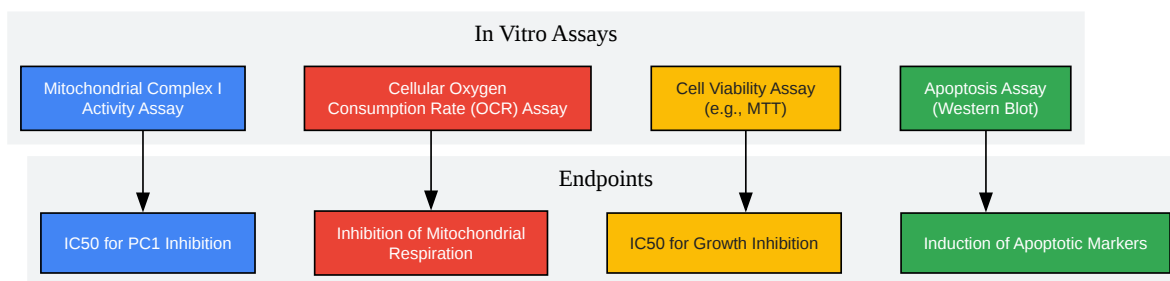 In Vitro Assays
Mitochondrial Complex I
Activity Assay
Cellular Oxygen
Consumption Rate (OCR) Assay
Cell Viability Assay
(e.g., MTT)
Apoptosis Assay
(Western Blot)
Endpoints
IC50 for PC1 Inhibition
Inhibition of Mitochondrial
Respiration
IC50 for Growth Inhibition
Induction of Apoptotic Markers